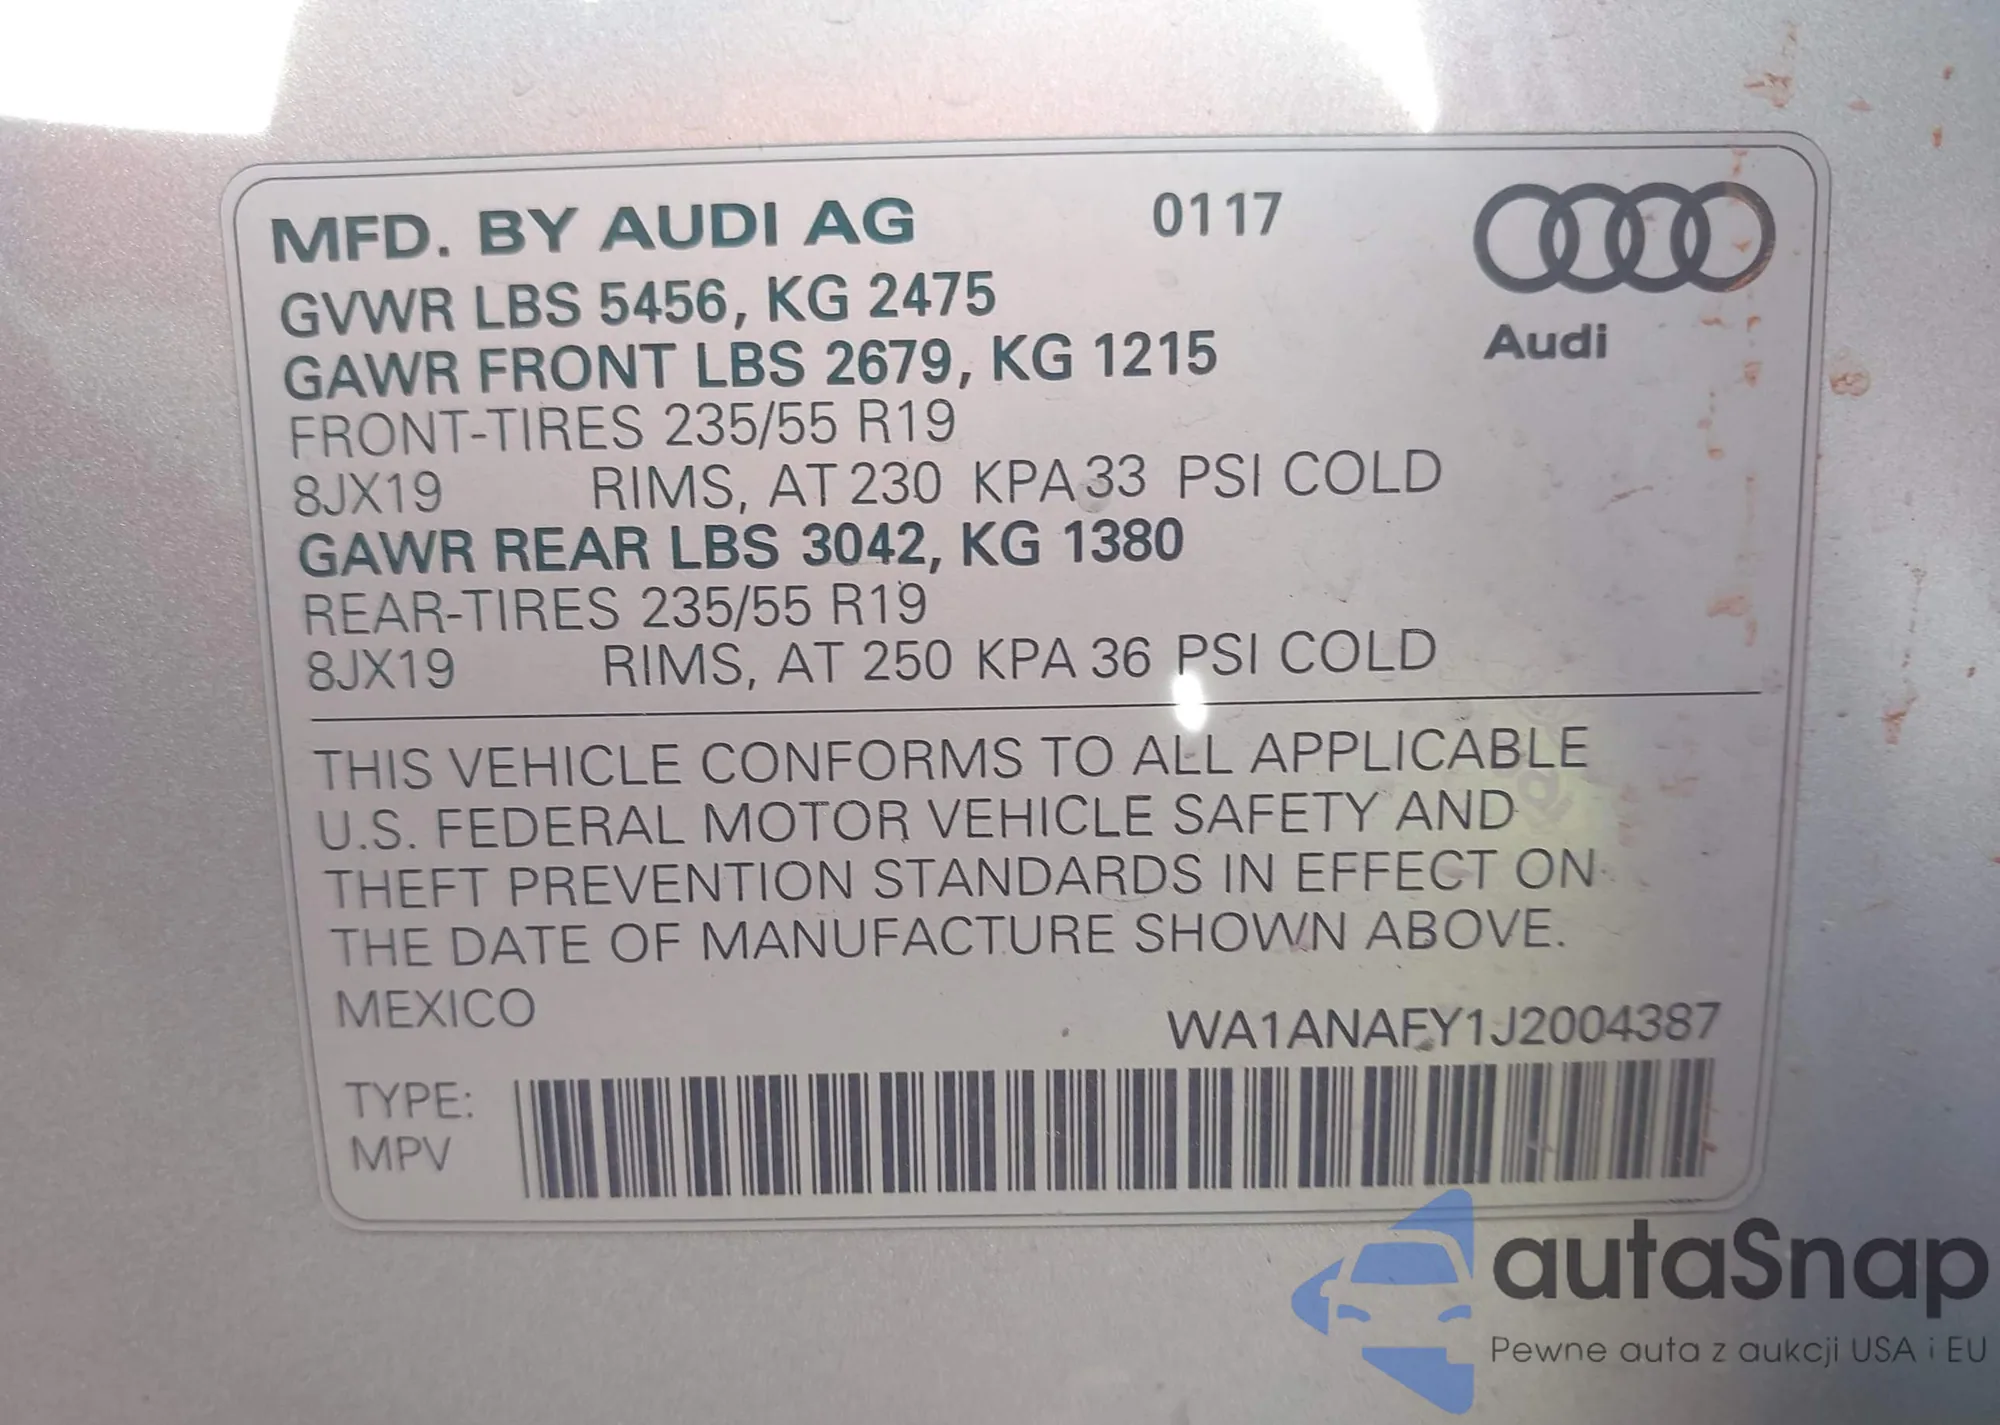 MFD. BY AUDI AG 0117
GVWR LBS 5456, KG 2475
GAWR FRONT LBS 2679, KG 1215
Audi
FRONT-TIRES 235/55 R19
8JX19 RIMS, AT 230 KPA 33 PSI COLD
GAWR REAR LBS 3042, KG 1380
REAR-TIRES 235/55 R19
8JX19 RIMS, AT 250 KPA 36 PSI COLD
THIS VEHICLE CONFORMS TO ALL APPLICABLE
U.S. FEDERAL MOTOR VEHICLE SAFETY AND
THEFT PREVENTION STANDARDS IN EFFECT ON
THE DATE OF MANUFACTURE SHOWN ABOVE.
MEXICO
WA1ANAFY1J2004387
TYPE:
MPV
autaSnap
Pewne auta z aukcji USA i EU